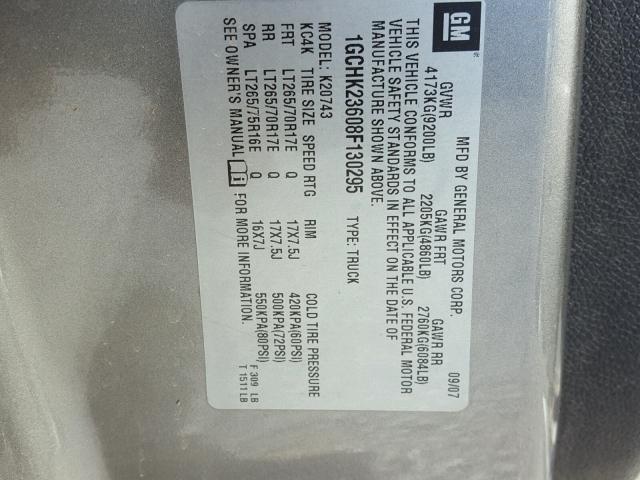 GM
®
MFD BY GENERAL MOTORS CORP. 09/07
GVWR GAWR FRT GAWR RR
4173KG(9200LB) 2205KG(4860LB) 2760KG(6084LB)
THIS VEHICLE CONFORMS TO ALL APPLICABLE U.S. FEDERAL MOTOR
VEHICLE SAFETY STANDARDS IN EFFECT ON THE DATE OF
MANUFACTURE SHOWN ABOVE.
1GCHK23608F130295 TYPE: TRUCK
MODEL: K20743
KC4K TIRE SIZE SPEED RTG RIM COLD TIRE PRESSURE
FRT LT265/70R17E Q 17X7.5J 420KPA(60PSI)
RR LT265/70R17E Q 17X7.5J 500KPA(72PSI)
SPA LT265/75R16E Q 16X7J 550KPA(80PSI)
SEE OWNER'S MANUAL i FOR MORE INFORMATION.
F 309 LB
T 1511 LB